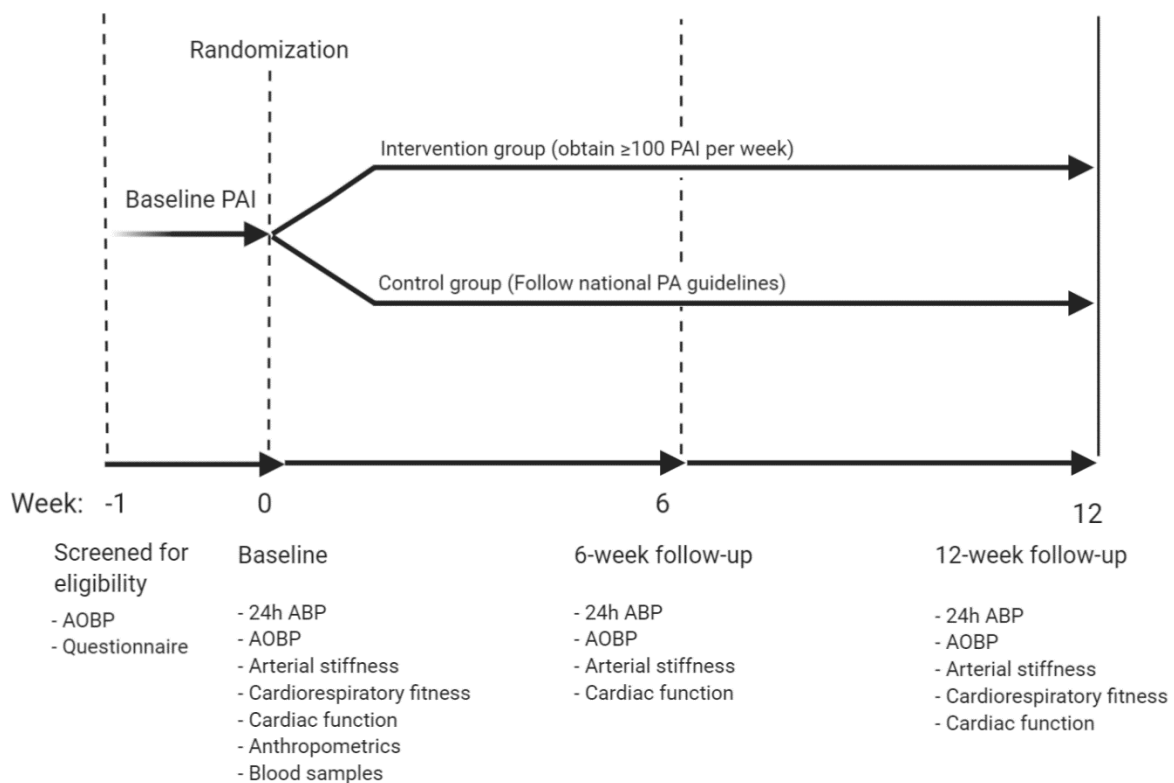 Randomization
Intervention group (obtain ≥100 PAI per week)
Baseline PAI
Control group (Follow national PA guidelines)
Week: -1 0 6 12
Screened for
eligibility
- AOBP
- Questionnaire
Baseline
- 24h ABP
- AOBP
- Arterial stiffness
- Cardiorespiratory fitness
- Cardiac function
- Anthropometrics
- Blood samples
6-week follow-up
- 24h ABP
- AOBP
- Arterial stiffness
- Cardiac function
12-week follow-up
- 24h ABP
- AOBP
- Arterial stiffness
- Cardiorespiratory fitness
- Cardiac function